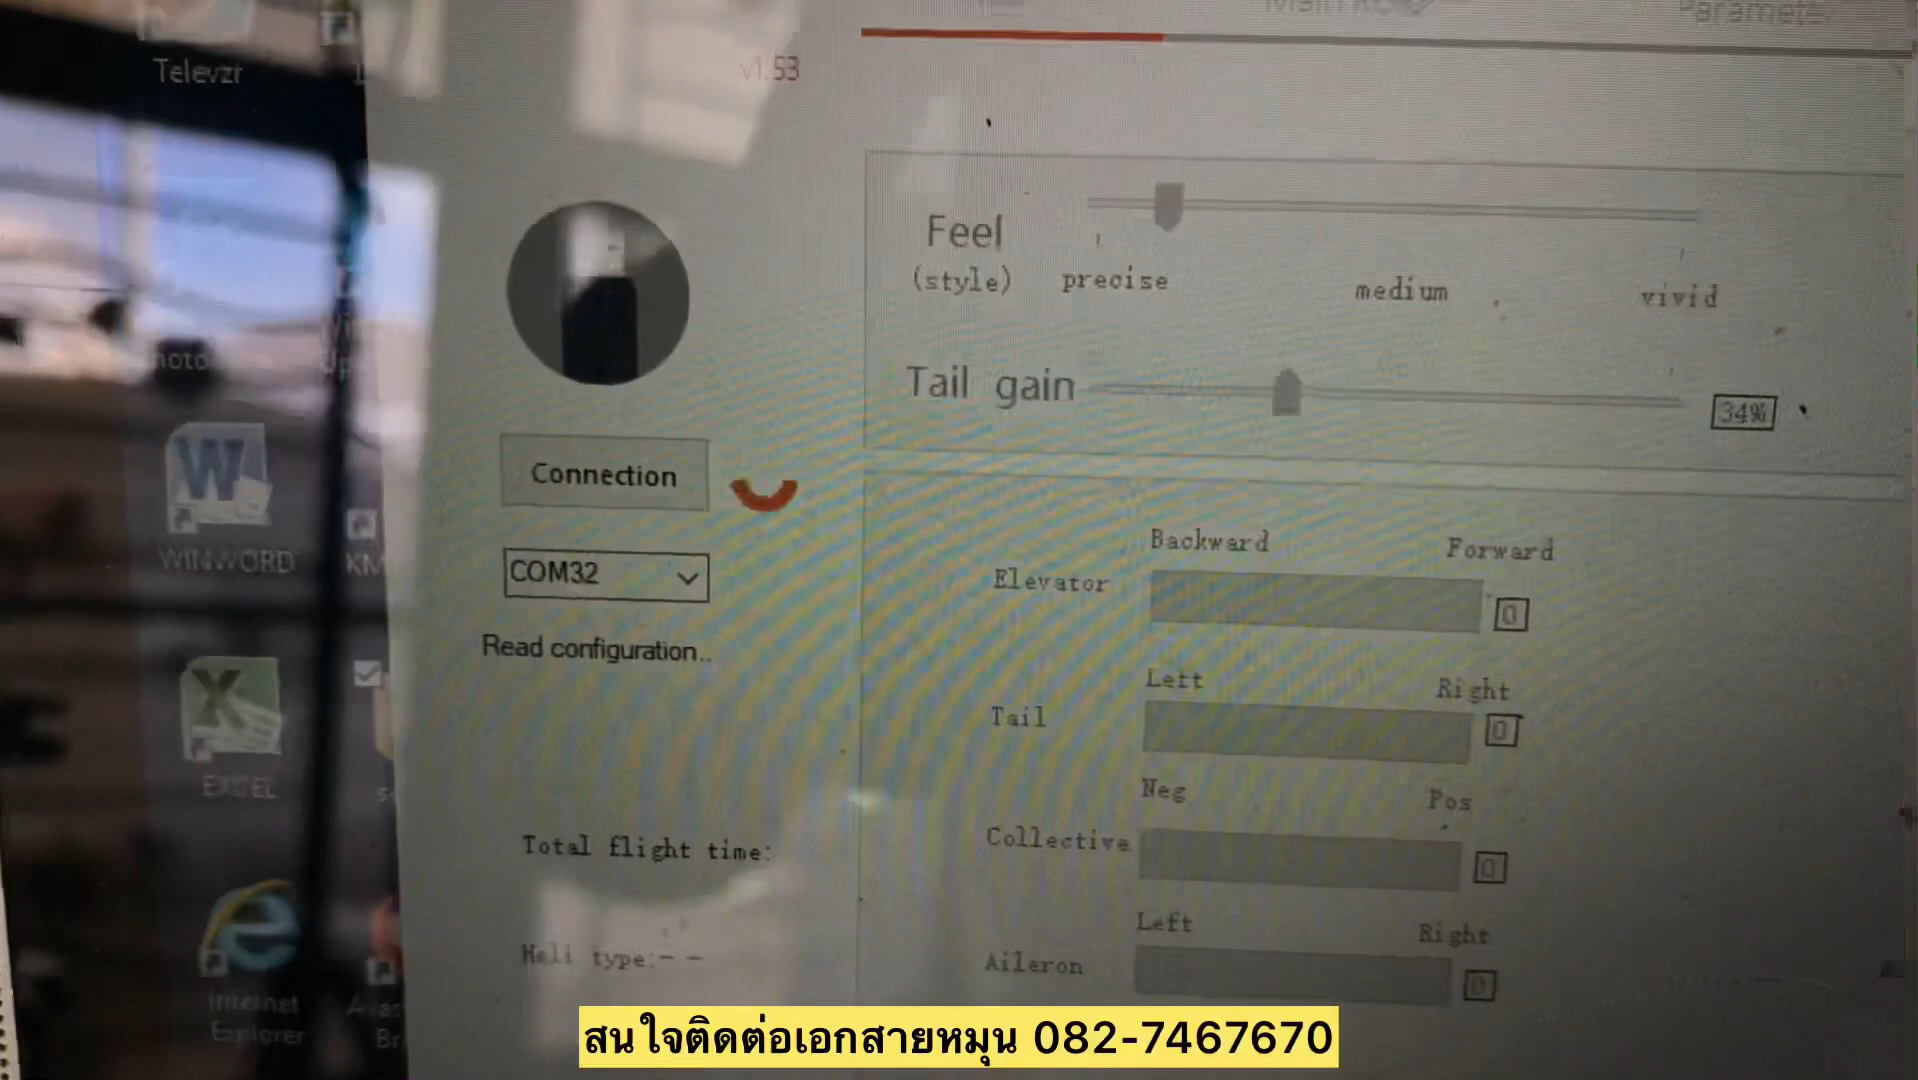 Televzr
v1.53
Feel
(style)
precise
medium
vivid
Tail gain
34%
Connection
COM32
Read configuration..
Backward
Forward
Elevator
0
Left
Right
Tail
0
Neg
Pos
Collective
0
Left
Right
Aileron
0
Total flight time:
Heli type:--
WINWORD
EXCEL
Internet
Explorer
สนใจติดต่อเอกสายหมุน 082-7467670